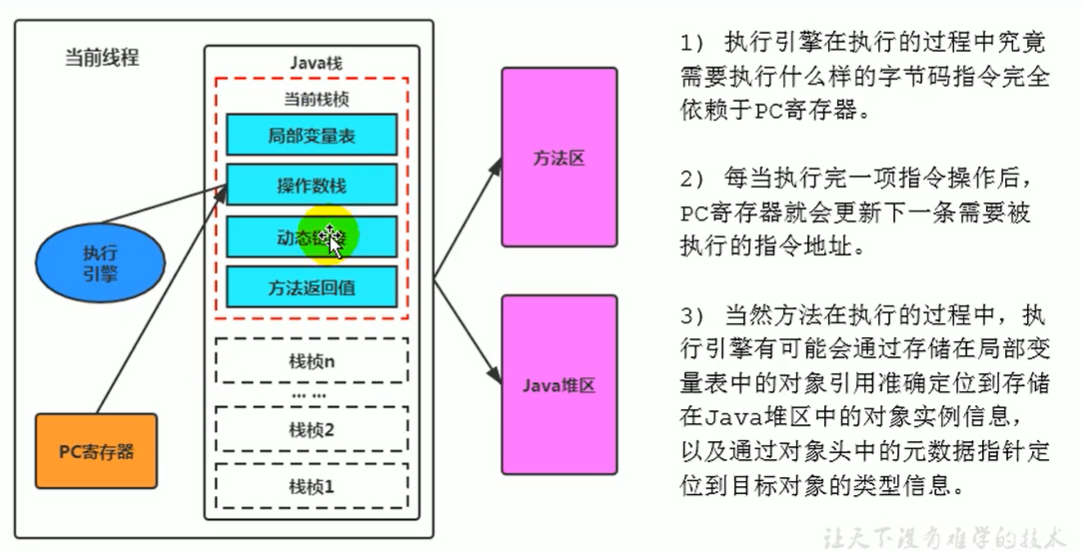 当前线程
Java栈
当前栈桢
局部变量表
操作数栈
动态链接
方法返回值
栈桢n
... ...
栈桢2
栈桢1
执行
引擎
PC寄存器
方法区
Java堆区
1) 执行引擎在执行的过程中究竟
需要执行什么样的字节码指令完全
依赖于PC寄存器。
2) 每当执行完一项指令操作后，
PC寄存器就会更新下一条需要被
执行的指令地址。
3) 当然方法在执行的过程中，执
行引擎有可能会通过存储在局部变
量表中的对象引用准确定位到存储
在Java堆区中的对象实例信息，
以及通过对象头中的元数据指针定
位到目标对象的类型信息。
让天下没有难学的技术